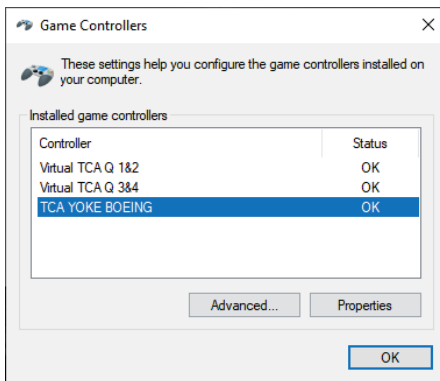 Game Controllers
These settings help you configure the game controllers installed on
your computer.
Installed game controllers
Controller Status
Virtual TCA Q 1&2 OK
Virtual TCA Q 3&4 OK
TCA YOKE BOEING OK
Advanced... Properties
OK